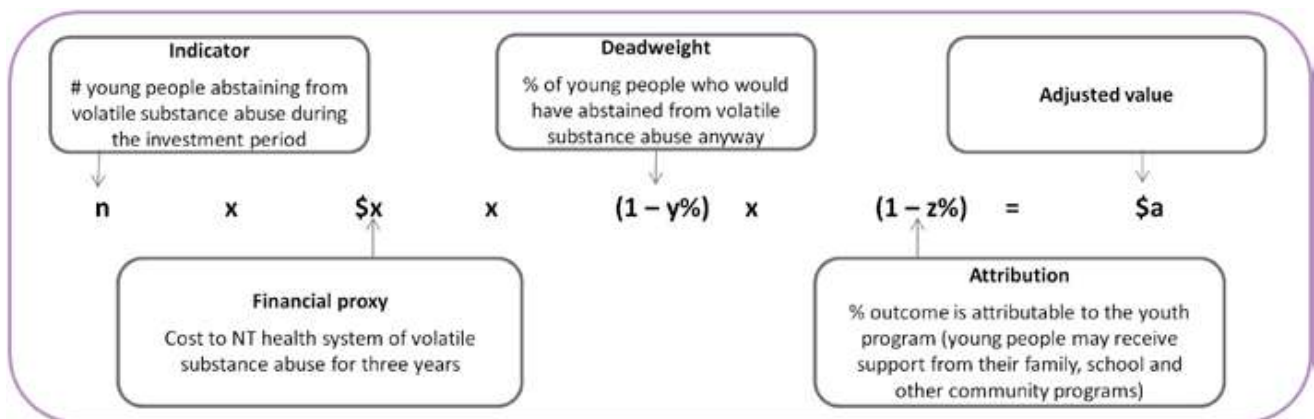 Indicator
# young people abstaining from
volatile substance abuse during
the investment period
Deadweight
% of young people who would
have abstained from volatile
substance abuse anyway
Adjusted value
n x $x x (1 – y%) x (1 – z%) = $a
Financial proxy
Cost to NT health system of volatile
substance abuse for three years
Attribution
% outcome is attributable to the youth
program (young people may receive
support from their family, school and
other community programs)